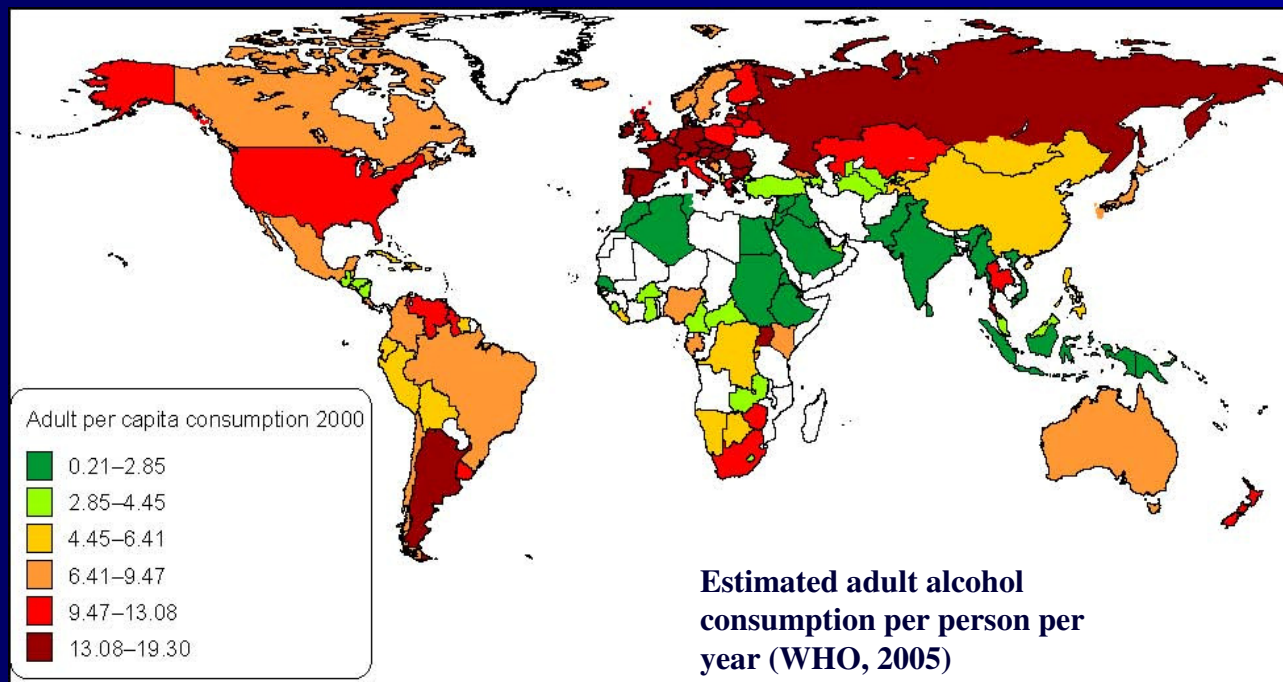 Adult per capita consumption 2000
0.21–2.85
2.85–4.45
4.45–6.41
6.41–9.47
9.47–13.08
13.08–19.30
Estimated adult alcohol
consumption per person per
year (WHO, 2005)